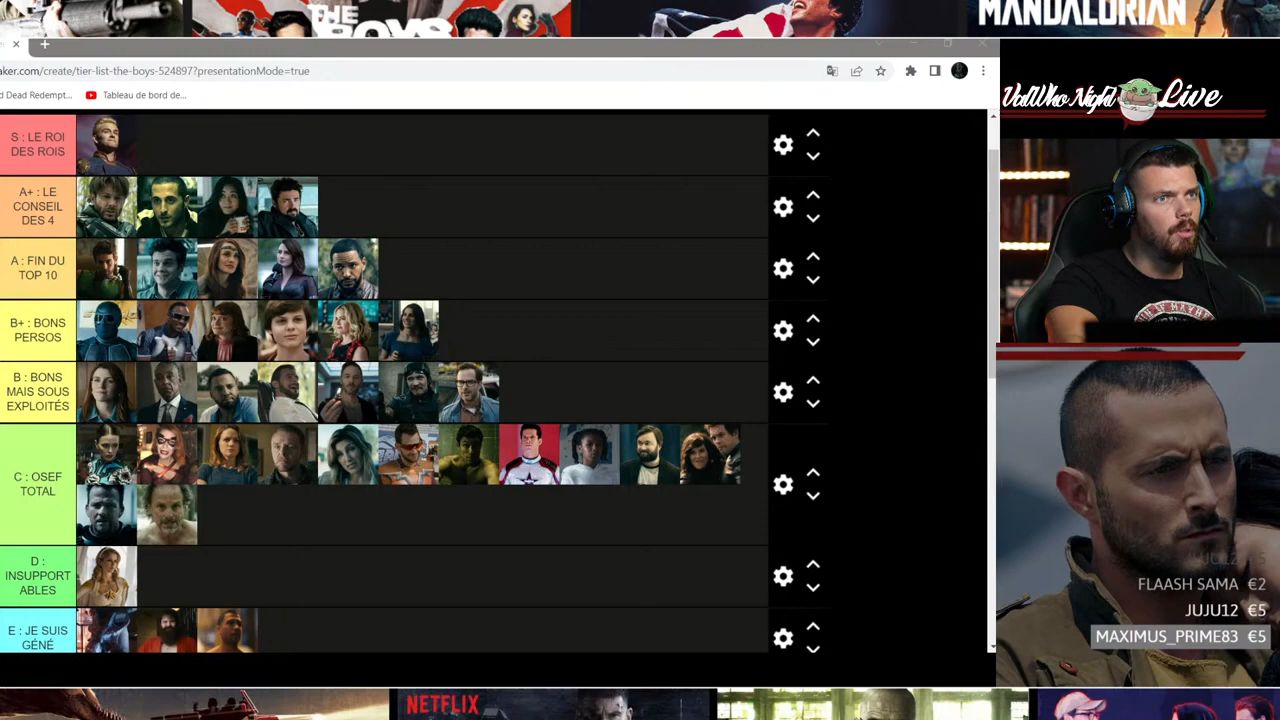 THE
BOYS
MANDALORIAN
aker.com/create/tier-list-the-boys-524897?presentationMode=true
d Dead Redempt...
Tableau de bord de...
Live
S : LE ROI
DES ROIS
A+ : LE
CONSEIL
DES 4
A : FIN DU
TOP 10
B+ : BONS
PERSOS
B : BONS
MAIS SOUS
EXPLOITÉS
C : OSEF
TOTAL
D :
INSUPPORT
ABLES
E : JE SUIS
GÉNÉ
FLAASH SAMA €2
JUJU12 €5
MAXIMUS_PRIME83 €5
NETFLIX